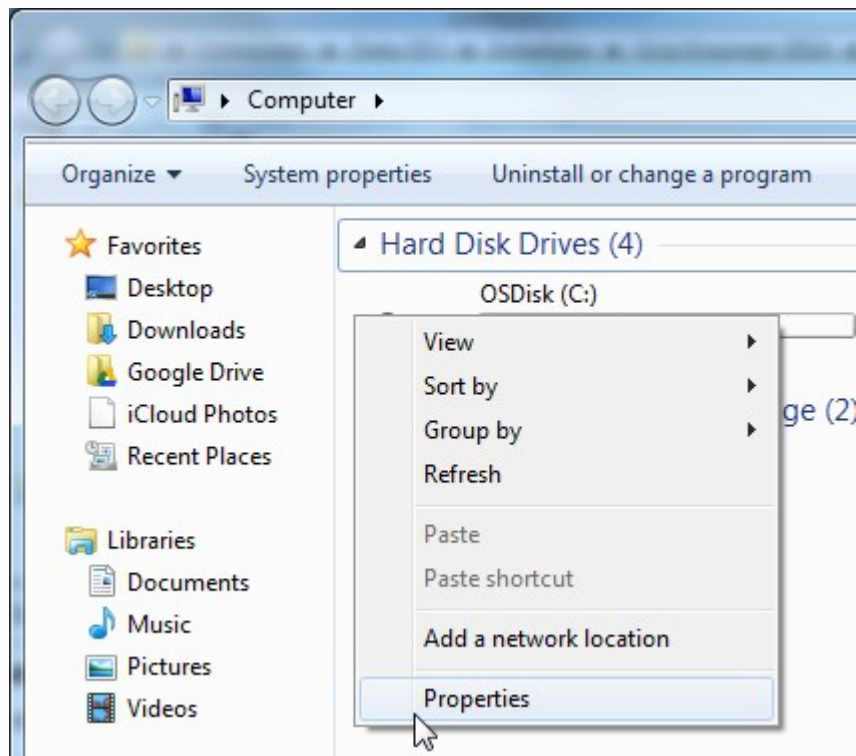 Computer
Organize
System properties
Uninstall or change a program
Favorites
Desktop
Downloads
Google Drive
iCloud Photos
Recent Places
Libraries
Documents
Music
Pictures
Videos
Hard Disk Drives (4)
OSDisk (C:)
ge (2)
View
Sort by
Group by
Refresh
Paste
Paste shortcut
Add a network location
Properties